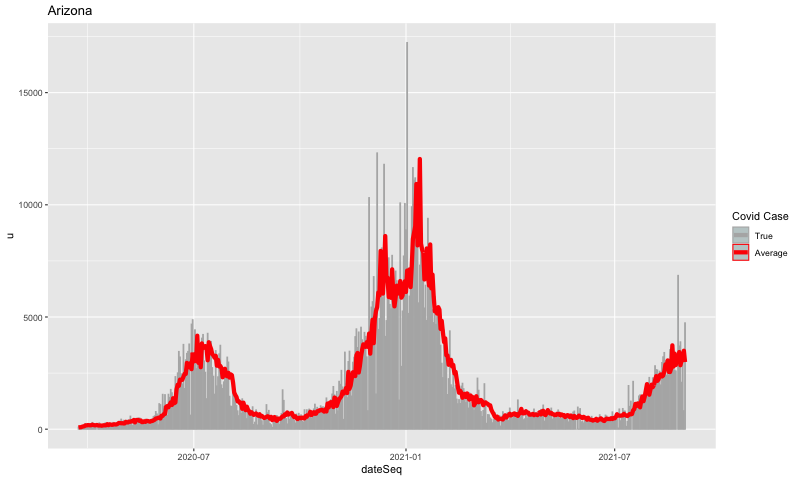 Arizona
15000
10000
5000
0
u
2020-07
2021-01
2021-07
dateSeq
Covid Case
True
Average